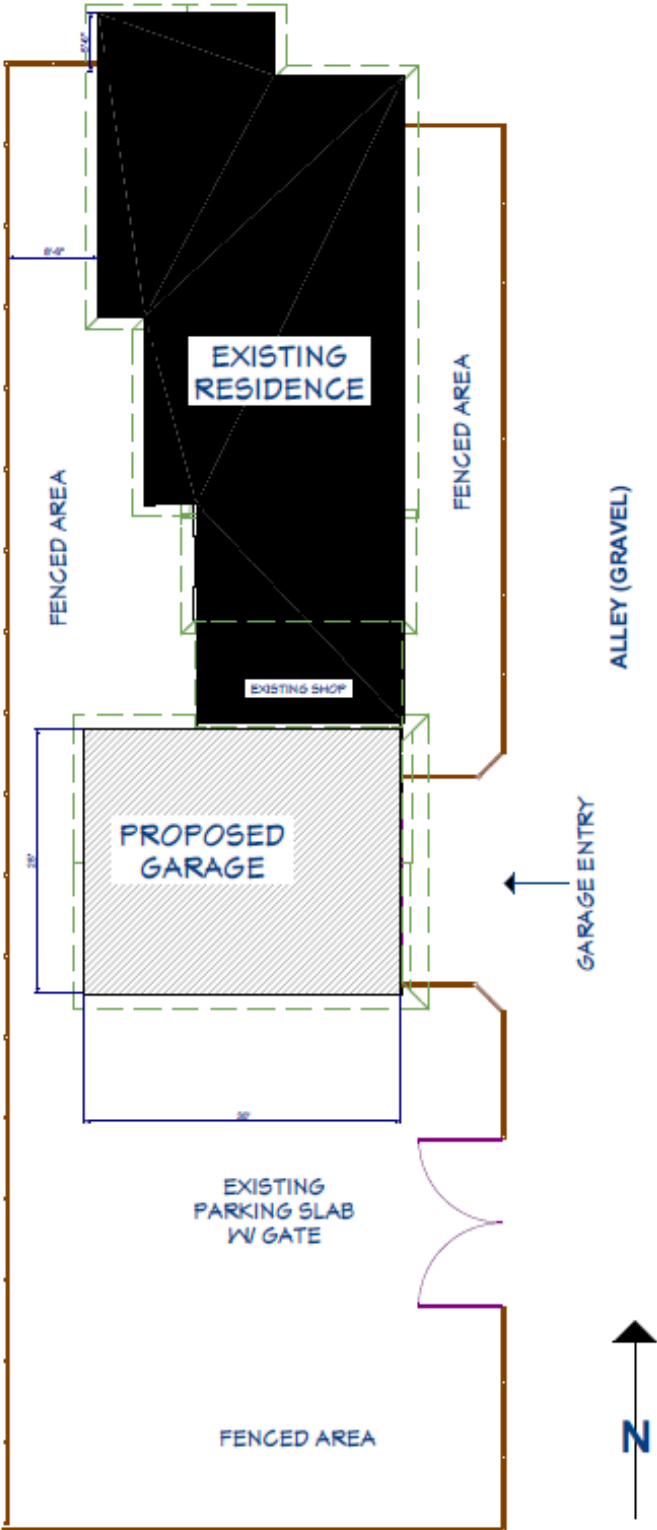 EXISTING
RESIDENCE
FENCED AREA
FENCED AREA
ALLEY (GRAVEL)
EXISTING SHOP
PROPOSED
GARAGE
GARAGE ENTRY
EXISTING
PARKING SLAB
W/ GATE
FENCED AREA
N